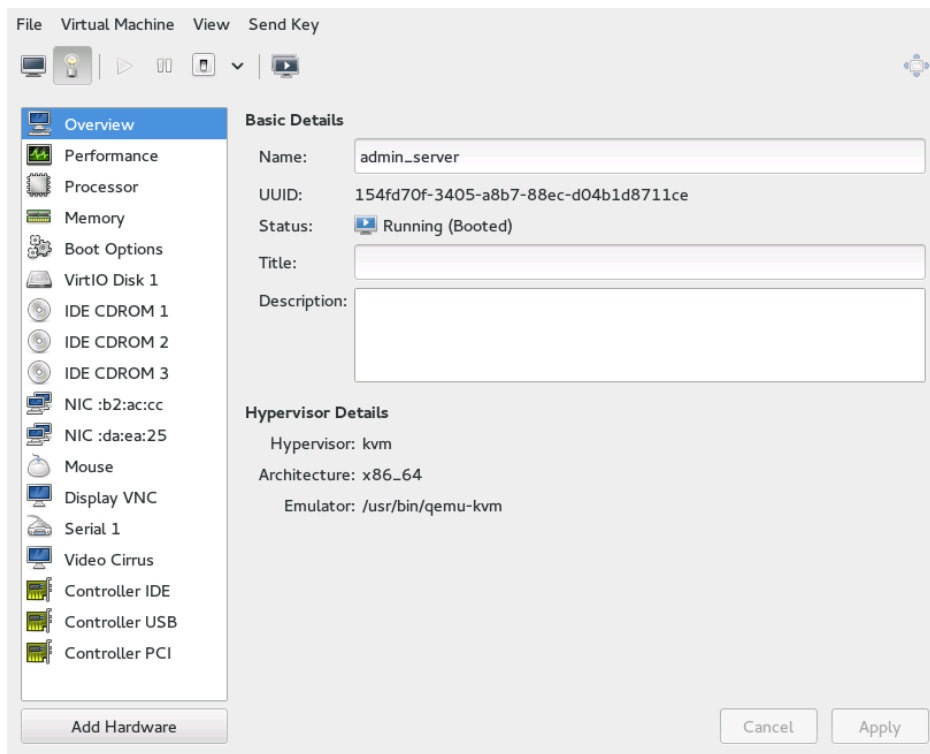 File Virtual Machine View Send Key
Overview
Performance
Processor
Memory
Boot Options
VirtIO Disk 1
IDE CDROM 1
IDE CDROM 2
IDE CDROM 3
NIC :b2:ac:cc
NIC :da:ea:25
Mouse
Display VNC
Serial 1
Video Cirrus
Controller IDE
Controller USB
Controller PCI
Add Hardware
Basic Details
Name: admin_server
UUID: 154fd70f-3405-a8b7-88ec-d04b1d8711ce
Status: Running (Booted)
Title:
Description:
Hypervisor Details
Hypervisor: kvm
Architecture: x86_64
Emulator: /usr/bin/qemu-kvm
Cancel Apply